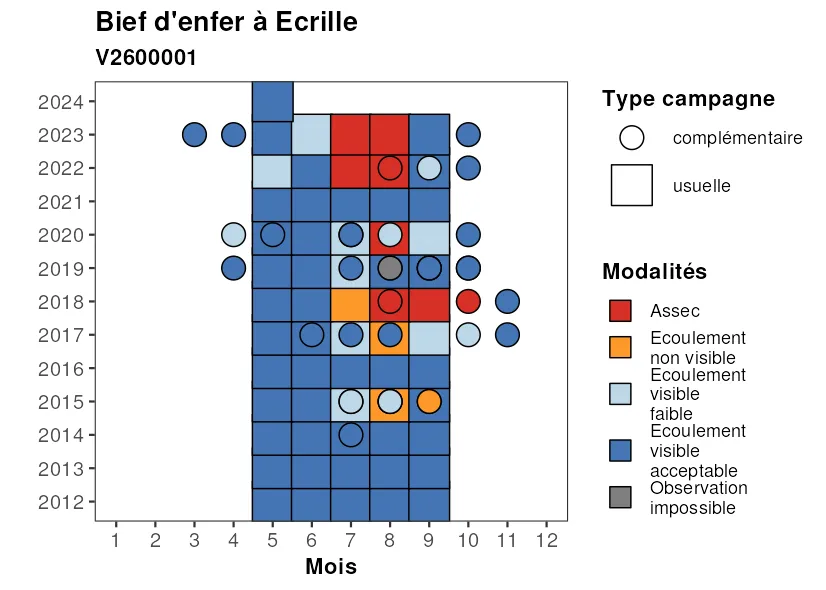 Bief d'enfer à Ecrille
V2600001
2024
2023
2022
2021
2020
2019
2018
2017
2016
2015
2014
2013
2012
1 2 3 4 5 6 7 8 9 10 11 12
Mois
Type campagne
complémentaire
usuelle
Modalités
Assec
Ecoulement
non visible
Ecoulement
visible
faible
Ecoulement
visible
acceptable
Observation
impossible